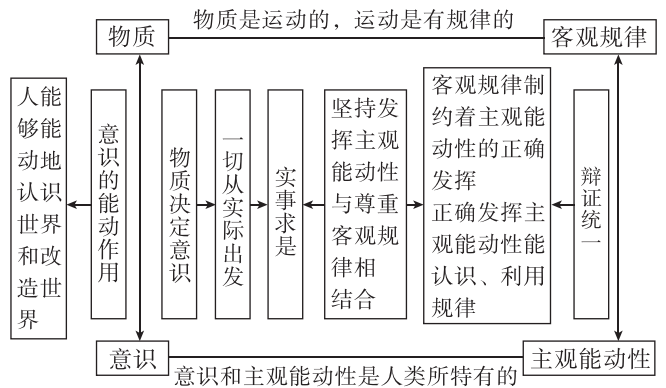 物质
物质是运动的，运动是有规律的
客观规律
人能
够能
动地
认识
世界
和改
造世
界
意识的能动作用
物质决定意识
一切从实际出发
实事求是
坚持发
挥主观
能动性
与尊重
客观规
律相
结合
客观规律制
约着主观能
动性的正确
发挥
正确发挥主
观能动性能
认识、利用
规律
辩证统一
意识
意识和主观能动性是人类所特有的
主观能动性